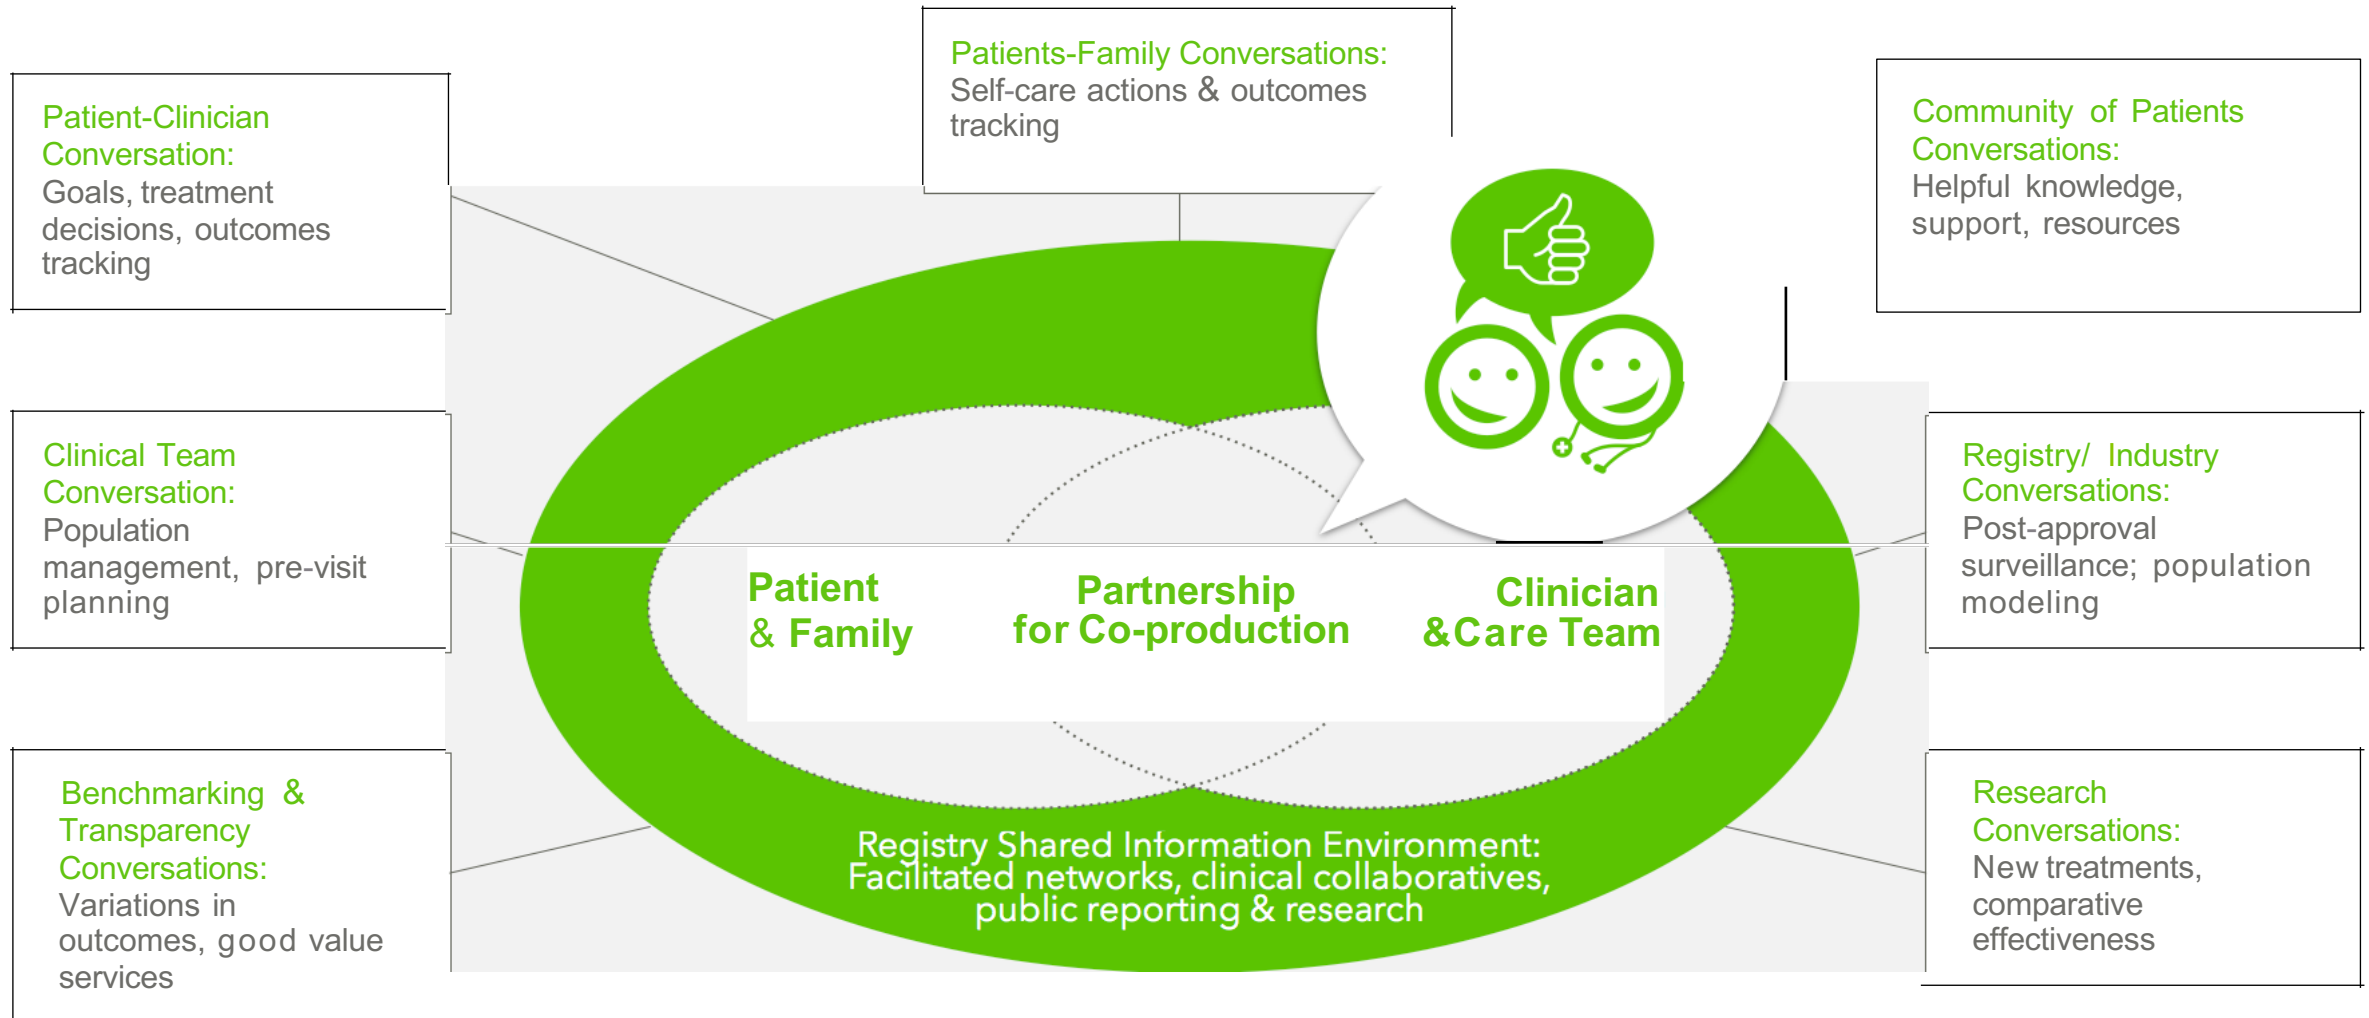 Patients-Family Conversations:
Self-care actions & outcomes
tracking
Patient-Clinician
Conversation:
Goals, treatment
decisions, outcomes
tracking
Community of Patients
Conversations:
Helpful knowledge,
support, resources
Clinical Team
Conversation:
Population
management, pre-visit
planning
Patient
& Family
Partnership
for Co-production
Clinician
&Care Team
Registry/ Industry
Conversations:
Post-approval
surveillance; population
modeling
Benchmarking &
Transparency
Conversations:
Variations in
outcomes, good value
services
Registry Shared Information Environment:
Facilitated networks, clinical collaboratives,
public reporting & research
Research
Conversations:
New treatments,
comparative
effectiveness